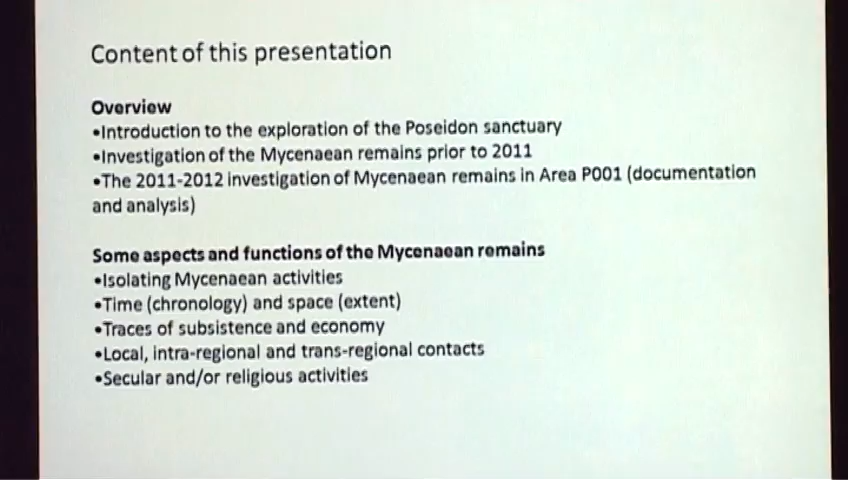 Content of this presentation
Overview
•Introduction to the exploration of the Poseidon sanctuary
•Investigation of the Mycenaean remains prior to 2011
•The 2011-2012 investigation of Mycenaean remains in Area P001 (documentation
and analysis)
Some aspects and functions of the Mycenaean remains
•Isolating Mycenaean activities
•Time (chronology) and space (extent)
•Traces of subsistence and economy
•Local, intra-regional and trans-regional contacts
•Secular and/or religious activities